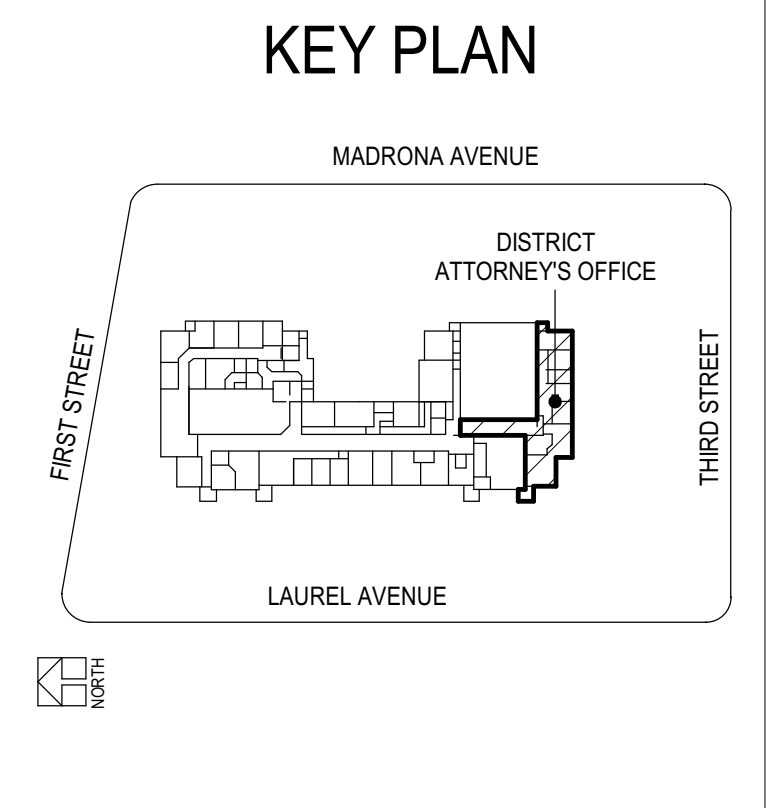 KEY PLAN
MADRONA AVENUE
DISTRICT
ATTORNEY'S OFFICE
FIRST STREET
THIRD STREET
LAUREL AVENUE
NORTH